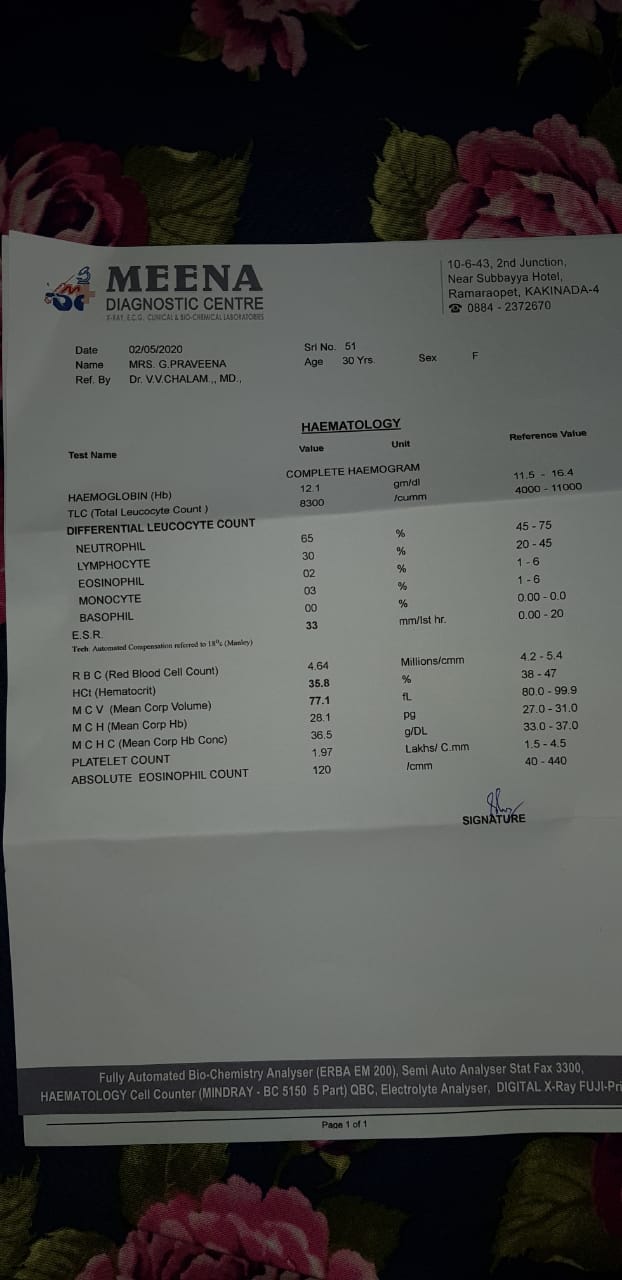 MEENA
DIAGNOSTIC CENTRE
X-RAY, E.C.G. CLINICAL & BIO-CHEMICAL LABORATORIES
10-6-43, 2nd Junction,
Near Subbayya Hotel,
Ramaraopet, KAKINADA-4
☎ 0884 - 2372670
Date 02/05/2020 Srl No. 51
Name MRS. G.PRAVEENA Age 30 Yrs. Sex F
Ref. By Dr. V.V.CHALAM ,, MD.,
HAEMATOLOGY
Test Name Value Unit Reference Value
COMPLETE HAEMOGRAM
HAEMOGLOBIN (Hb) 12.1 gm/dl 11.5 - 16.4
TLC (Total Leucocyte Count ) 8300 /cumm 4000 - 11000
DIFFERENTIAL LEUCOCYTE COUNT
NEUTROPHIL 65 % 45 - 75
LYMPHOCYTE 30 % 20 - 45
EOSINOPHIL 02 % 1 - 6
MONOCYTE 03 % 1 - 6
BASOPHIL 00 % 0.00 - 0.0
E.S.R. 33 mm/Ist hr. 0.00 - 20
Tech: Automated Compensation referred to 18°c (Manley)
R B C (Red Blood Cell Count) 4.64 Millions/cmm 4.2 - 5.4
HCt (Hematocrit) 35.8 % 38 - 47
M C V (Mean Corp Volume) 77.1 fL 80.0 - 99.9
M C H (Mean Corp Hb) 28.1 pg 27.0 - 31.0
M C H C (Mean Corp Hb Conc) 36.5 g/DL 33.0 - 37.0
PLATELET COUNT 1.97 Lakhs/ C.mm 1.5 - 4.5
ABSOLUTE EOSINOPHIL COUNT 120 /cmm 40 - 440
SIGNATURE
Fully Automated Bio-Chemistry Analyser (ERBA EM 200), Semi Auto Analyser Stat Fax 3300,
HAEMATOLOGY Cell Counter (MINDRAY - BC 5150 5 Part) QBC, Electrolyte Analyser, DIGITAL X-Ray FUJI-Pri
Page 1 of 1